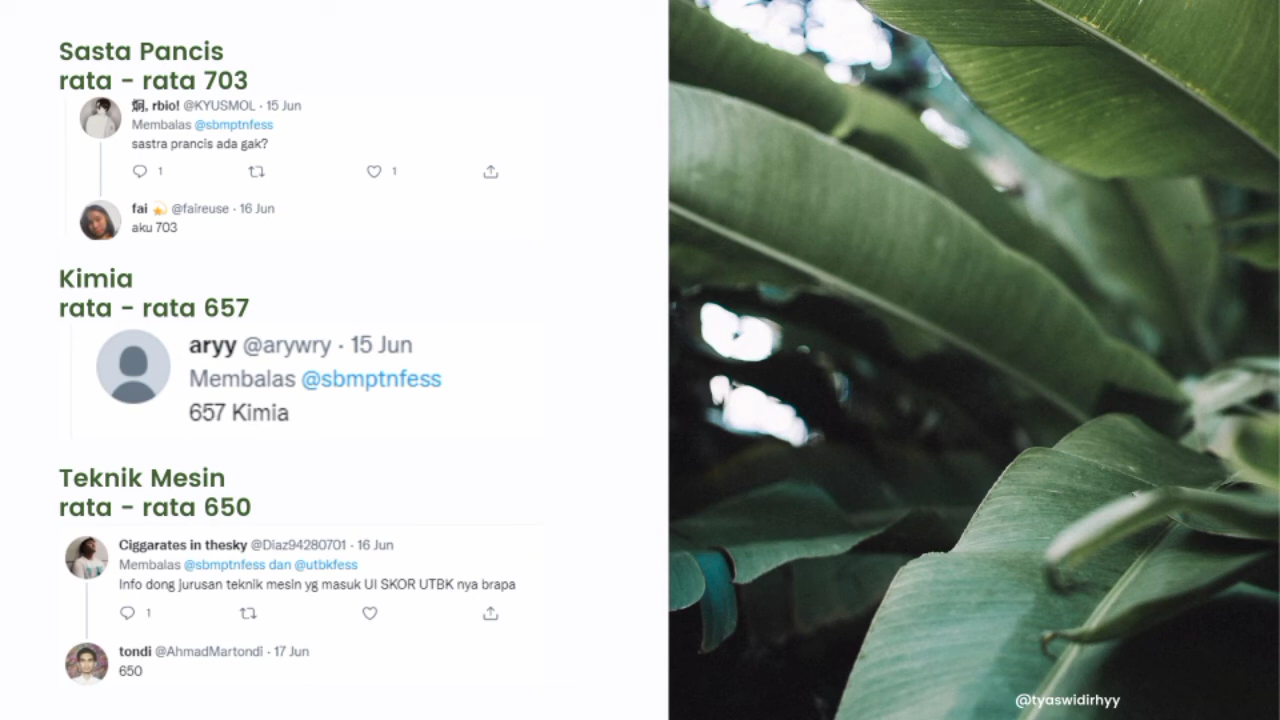 Sasta Pancis
rata - rata 703
炯, rbio! @KYUSMOL · 15 Jun
Membalas @sbmptnfess
sastra prancis ada gak?
1 1
fai 💫 @faireuse · 16 Jun
aku 703
Kimia
rata - rata 657
aryy @arywry · 15 Jun
Membalas @sbmptnfess
657 Kimia
Teknik Mesin
rata - rata 650
Ciggarates in thesky @Diaz94280701 · 16 Jun
Membalas @sbmptnfess dan @utbkfess
Info dong jurusan teknik mesin yg masuk UI SKOR UTBK nya brapa
1
tondi @AhmadMartondi · 17 Jun
650
@tyaswidirhyy